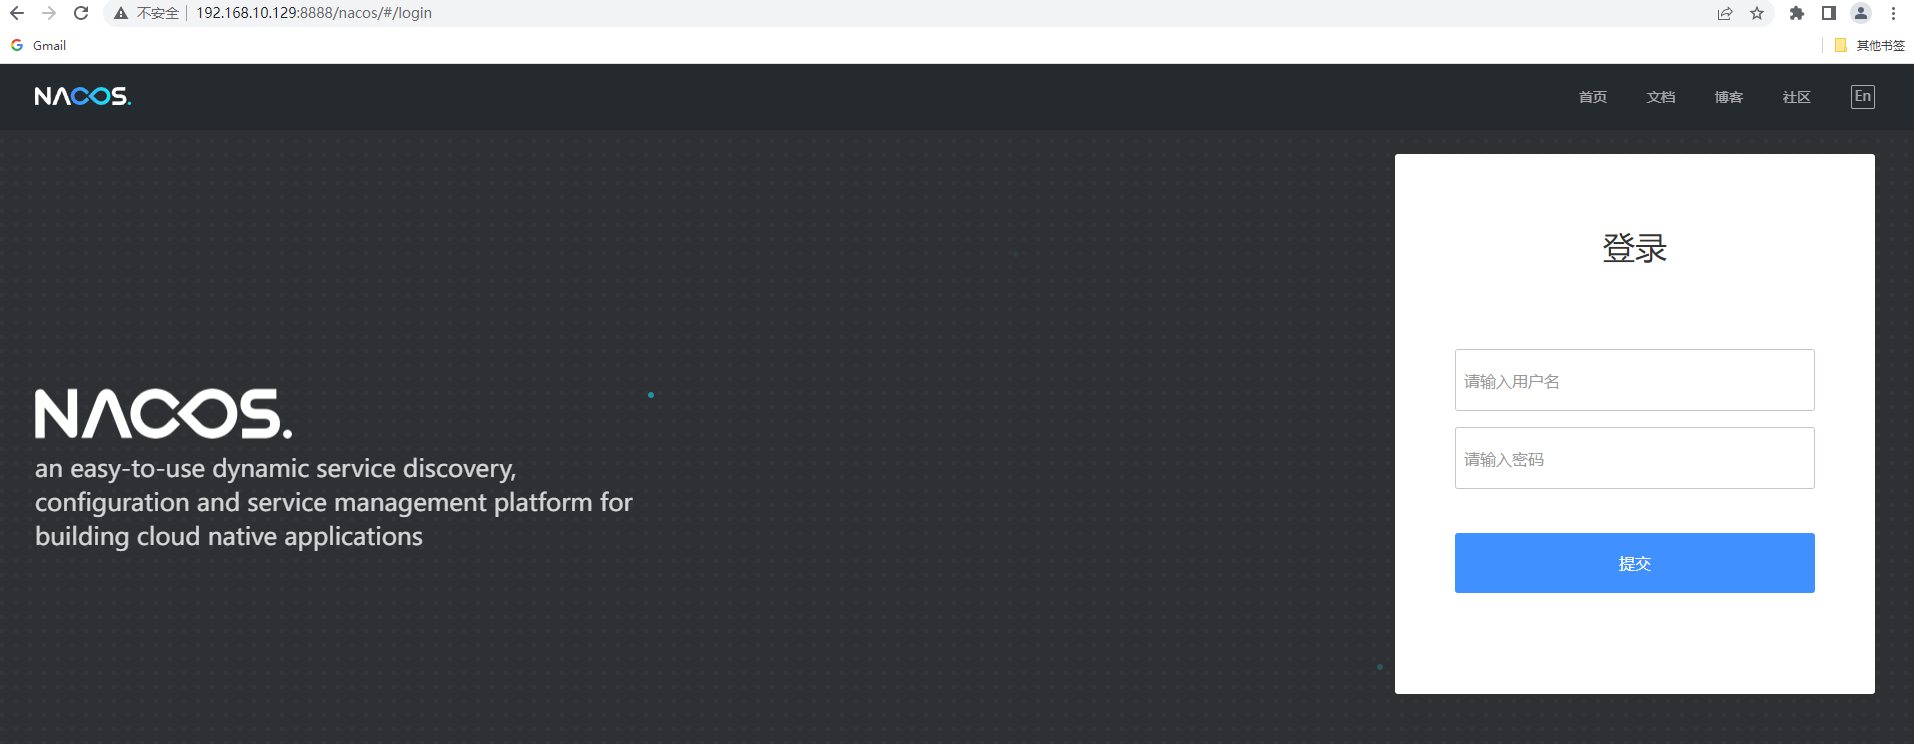 不安全 192.168.10.129:8888/nacos/#/login
Gmail
其他书签
NACOS.
首页 文档 博客 社区 En
登录
请输入用户名
请输入密码
提交
NACOS.
an easy-to-use dynamic service discovery,
configuration and service management platform for
building cloud native applications